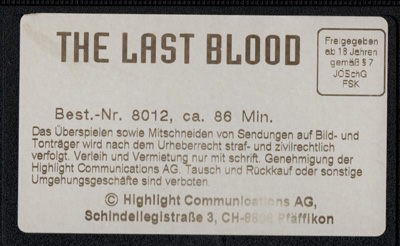 THE LAST BLOOD
Freigegeben
ab 18 Jahren
gemäß § 7
JÖSchG
FSK
Best.-Nr. 8012, ca. 86 Min.
Das Überspielen sowie Mitschneiden von Sendungen auf Bild- und
Tonträger wird nach dem Urheberrecht straf- und zivilrechtlich
verfolgt. Verleih und Vermietung nur mit schrift. Genehmigung der
Highlight Communications AG. Tausch und Rückkauf oder sonstige
Umgehungsgeschäfte sind verboten.
© Highlight Communications AG,
Schindellegistraße 3, CH-8808 Pfäffikon